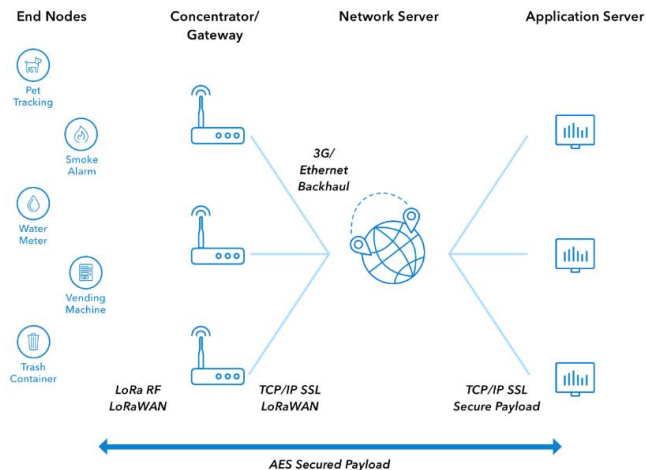 End Nodes
Concentrator/
Gateway
Network Server
Application Server
Pet
Tracking
Smoke
Alarm
Water
Meter
Vending
Machine
Trash
Container
3G/
Ethernet
Backhaul
LoRa RF
LoRaWAN
TCP/IP SSL
LoRaWAN
TCP/IP SSL
Secure Payload
AES Secured Payload